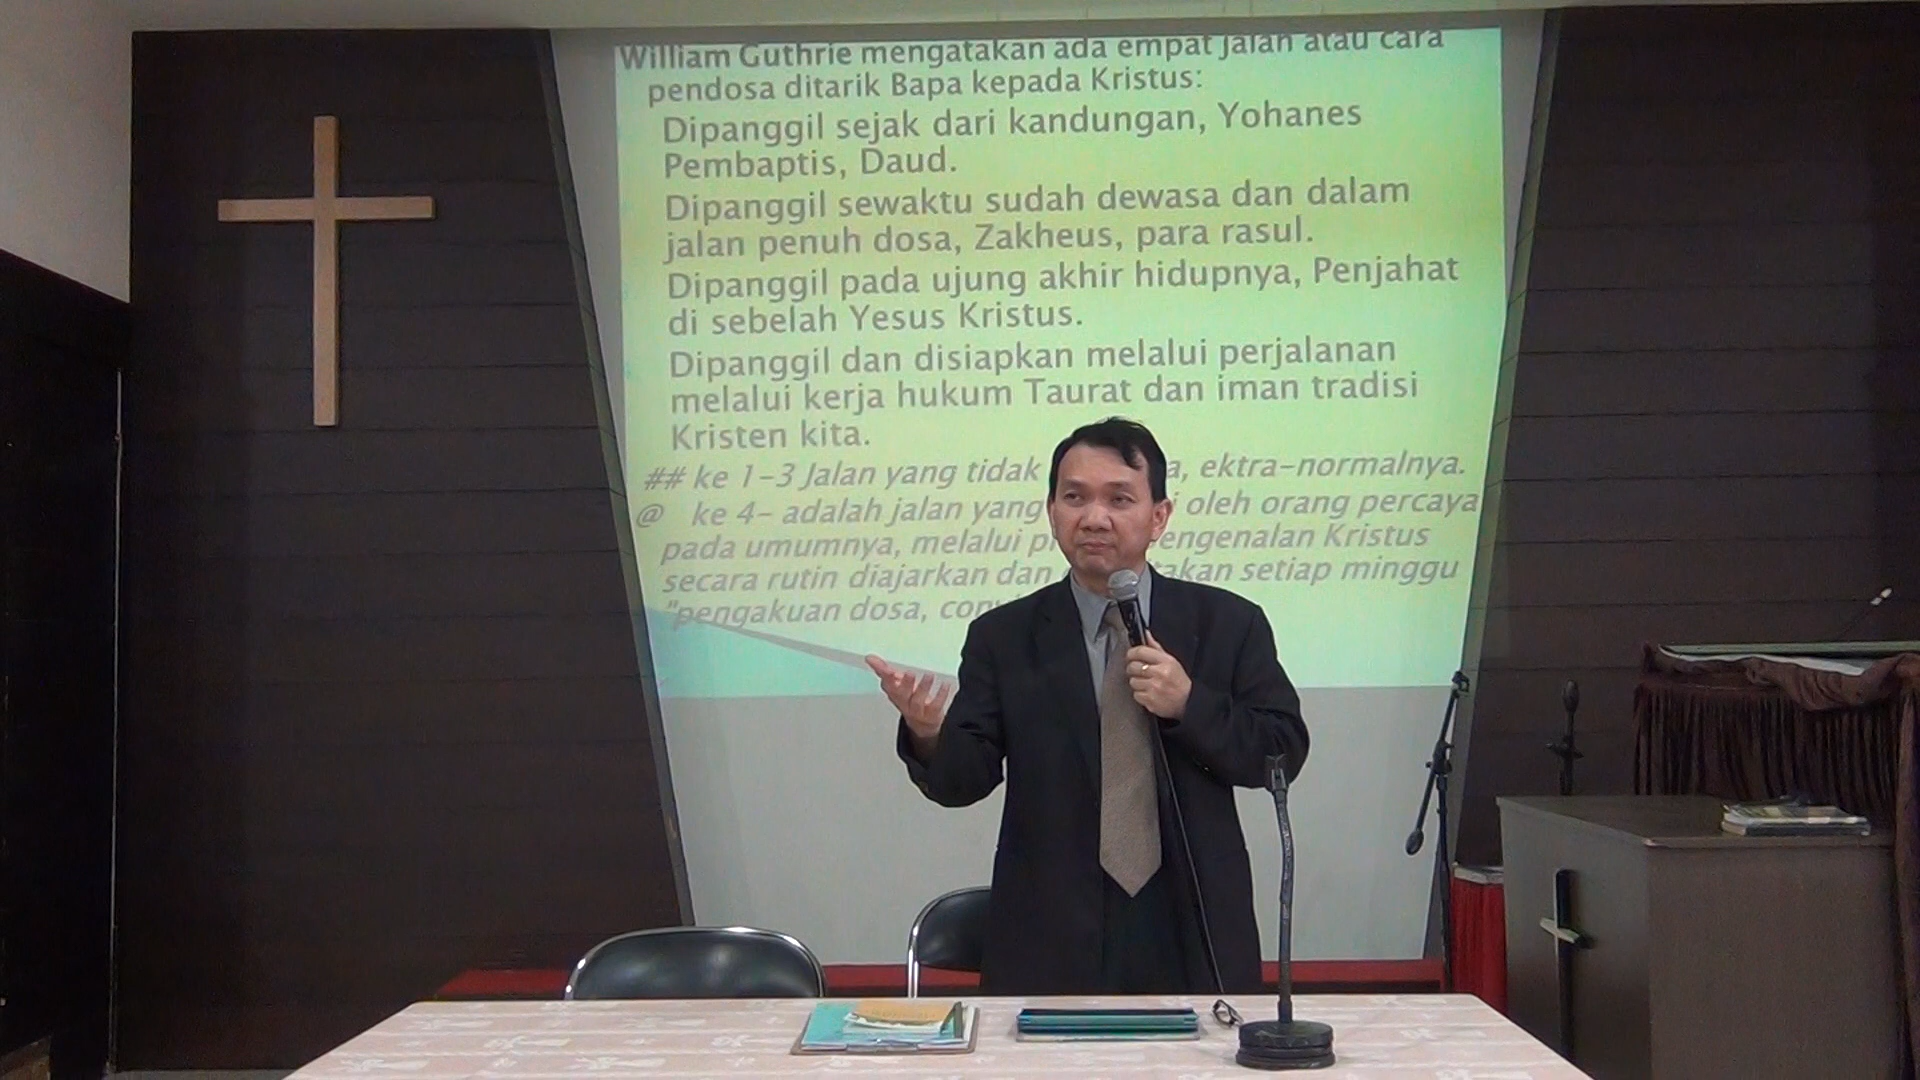 William Guthrie mengatakan ada empat jalan atau cara
pendosa ditarik Bapa kepada Kristus:
Dipanggil sejak dari kandungan, Yohanes
Pembaptis, Daud.
Dipanggil sewaktu sudah dewasa dan dalam
jalan penuh dosa, Zakheus, para rasul.
Dipanggil pada ujung akhir hidupnya, Penjahat
di sebelah Yesus Kristus.
Dipanggil dan disiapkan melalui perjalanan
melalui kerja hukum Taurat dan iman tradisi
Kristen kita.
## ke 1-3 Jalan yang tidak ektra-normalnya.
@ ke 4- adalah jalan yang oleh orang percaya
pada umumnya, melalui Kristus
secara rutin diajarkan dan setiap minggu
"pengakuan dosa,